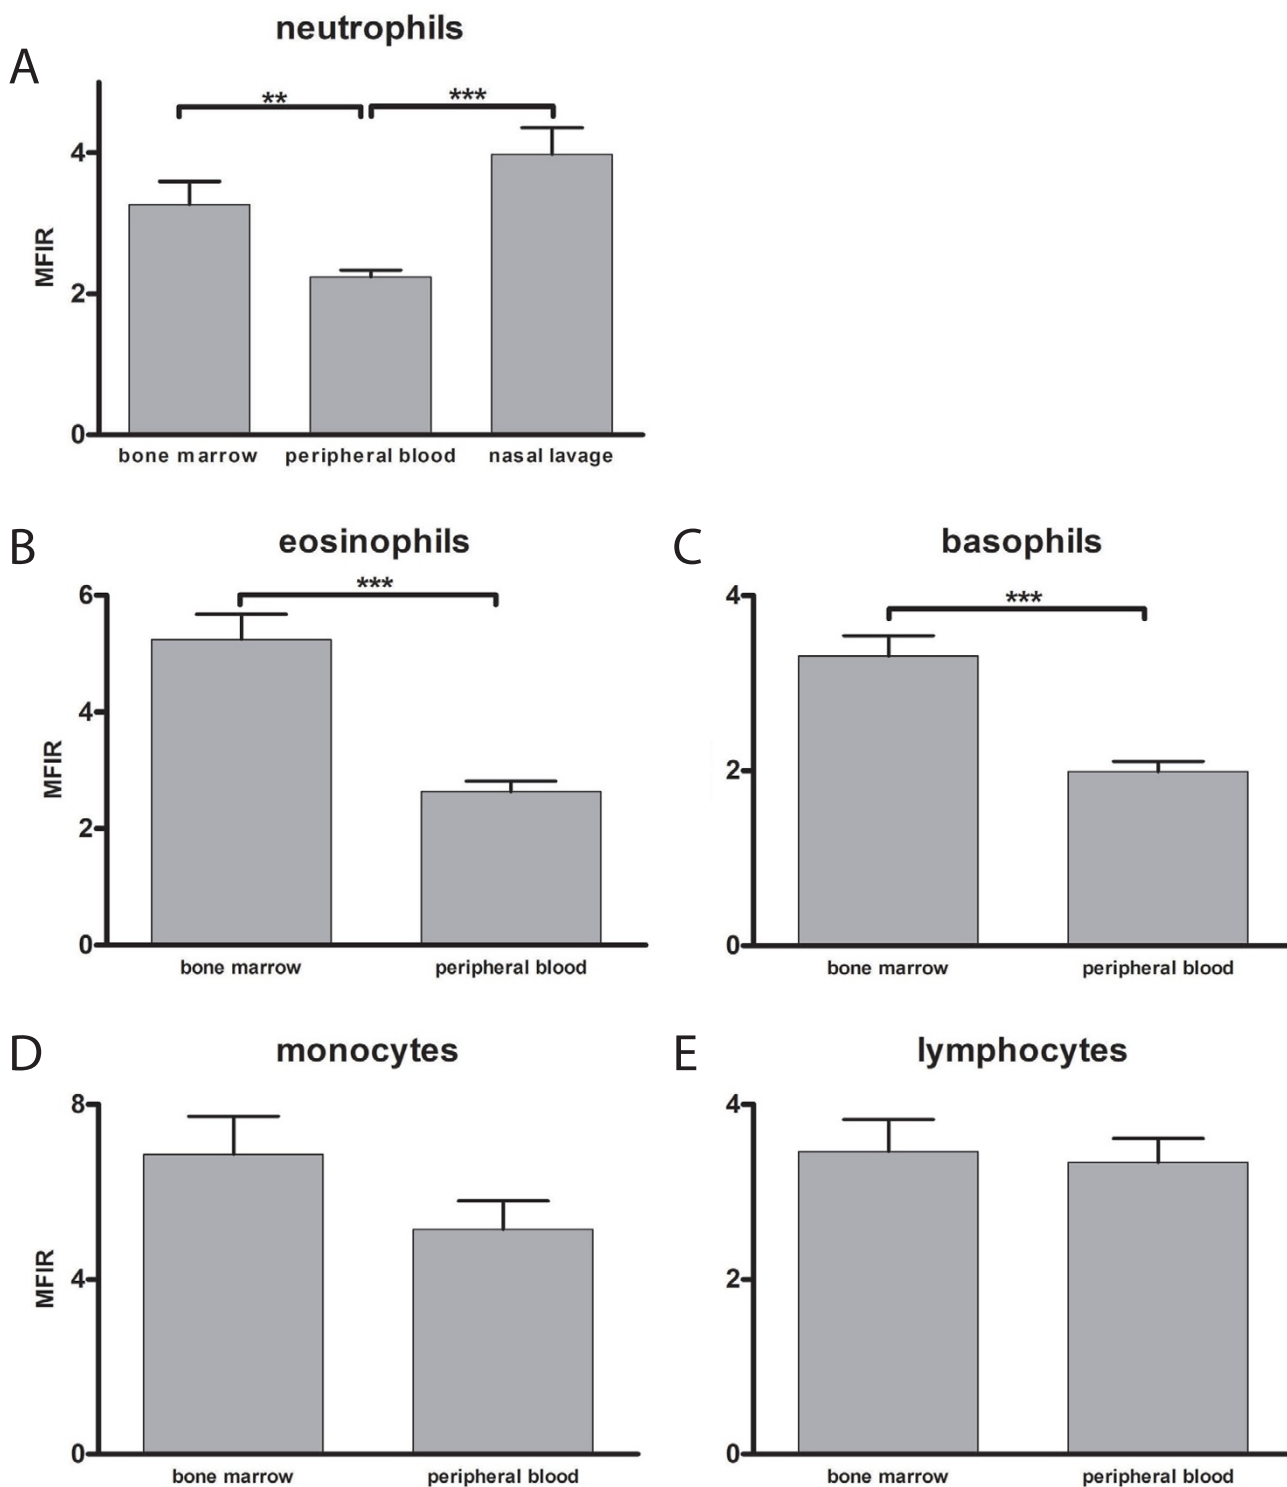 neutrophils
A
** ***
4
MFIR
2
0
bone marrow peripheral blood nasal lavage
B eosinophils
6
***
4
MFIR
2
0
bone marrow peripheral blood
C basophils
4
***
2
0
bone marrow peripheral blood
D monocytes
8
4
MFIR
0
bone marrow peripheral blood
E lymphocytes
4
2
0
bone marrow peripheral blood